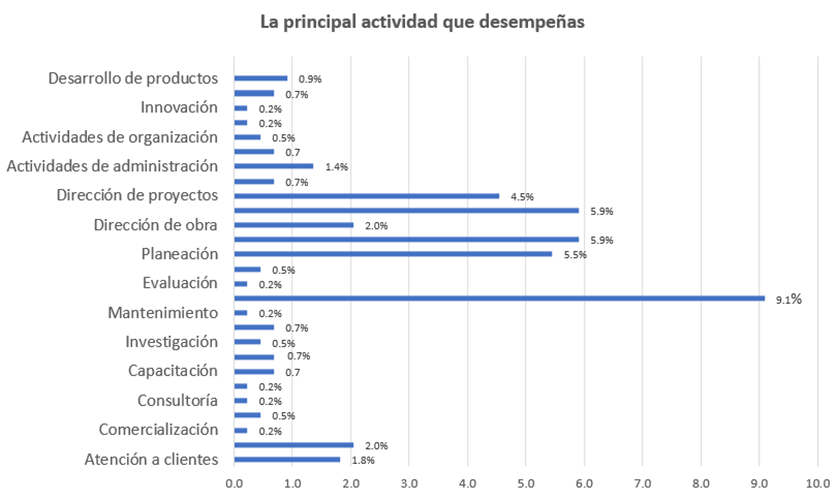 La principal actividad que desempeñas
Desarrollo de productos 0.9%
0.7%
Innovación 0.2%
0.2%
Actividades de organización 0.5%
0.7
Actividades de administración 1.4%
0.7%
Dirección de proyectos 4.5%
5.9%
Dirección de obra 2.0%
5.9%
Planeación 5.5%
0.5%
Evaluación 0.2%
9.1%
Mantenimiento 0.2%
0.7%
Investigación 0.5%
0.7%
Capacitación 0.7
0.2%
Consultoría 0.2%
0.5%
Comercialización 0.2%
2.0%
Atención a clientes 1.8%
0.0 1.0 2.0 3.0 4.0 5.0 6.0 7.0 8.0 9.0 10.0